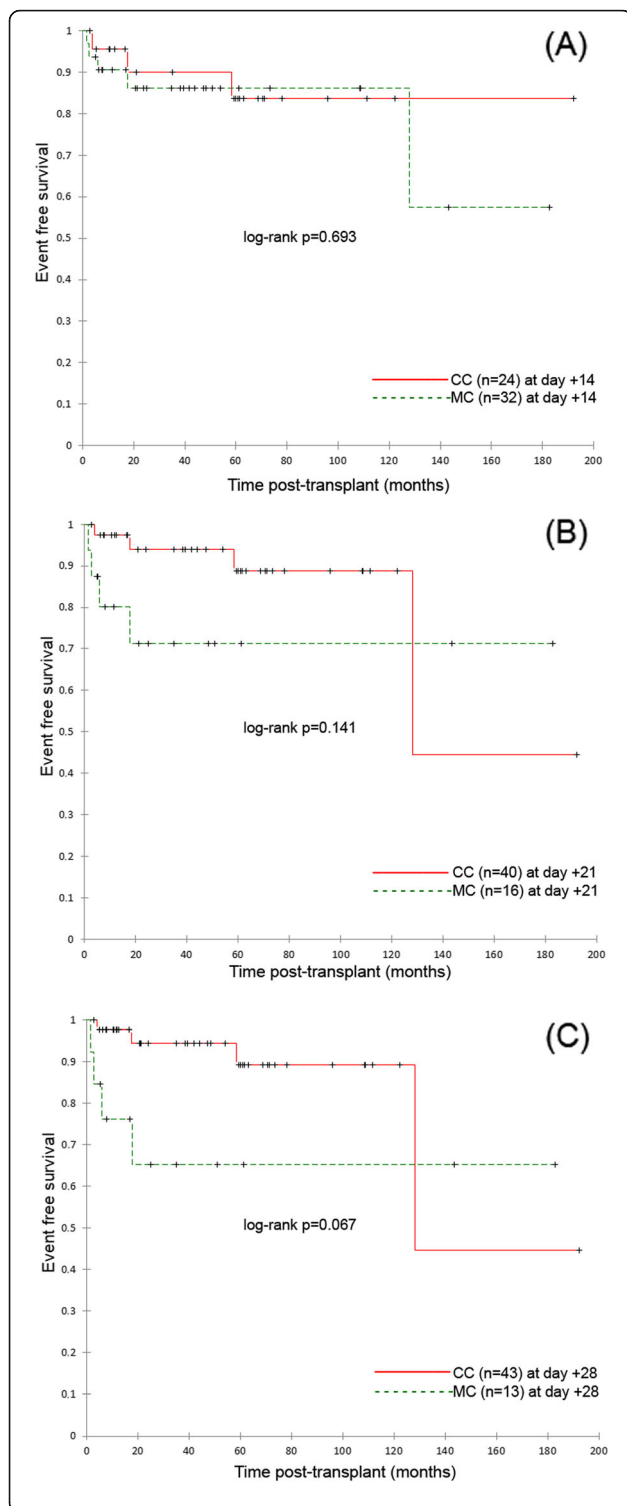 (A)
Event free survival
1
0.9
0.8
0.7
0.6
0.5
0.4
0.3
0.2
0.1
0
log-rank p=0.693
CC (n=24) at day +14
MC (n=32) at day +14
0 20 40 60 80 100 120 140 160 180 200
Time post-transplant (months)
(B)
Event free survival
1
0.9
0.8
0.7
0.6
0.5
0.4
0.3
0.2
0.1
0
log-rank p=0.141
CC (n=40) at day +21
MC (n=16) at day +21
0 20 40 60 80 100 120 140 160 180 200
Time post-transplant (months)
(C)
Event free survival
1
0.9
0.8
0.7
0.6
0.5
0.4
0.3
0.2
0.1
0
log-rank p=0.067
CC (n=43) at day +28
MC (n=13) at day +28
0 20 40 60 80 100 120 140 160 180 200
Time post-transplant (months)